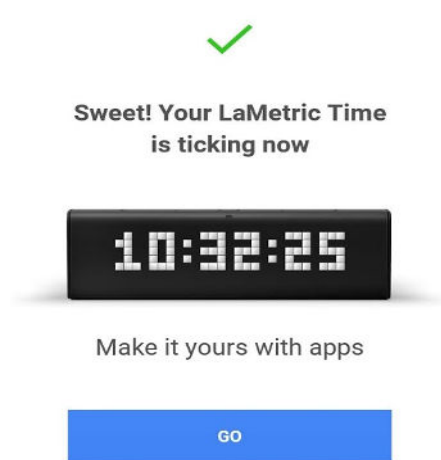 Sweet! Your LaMetric Time
is ticking now
10:32:25
Make it yours with apps
GO